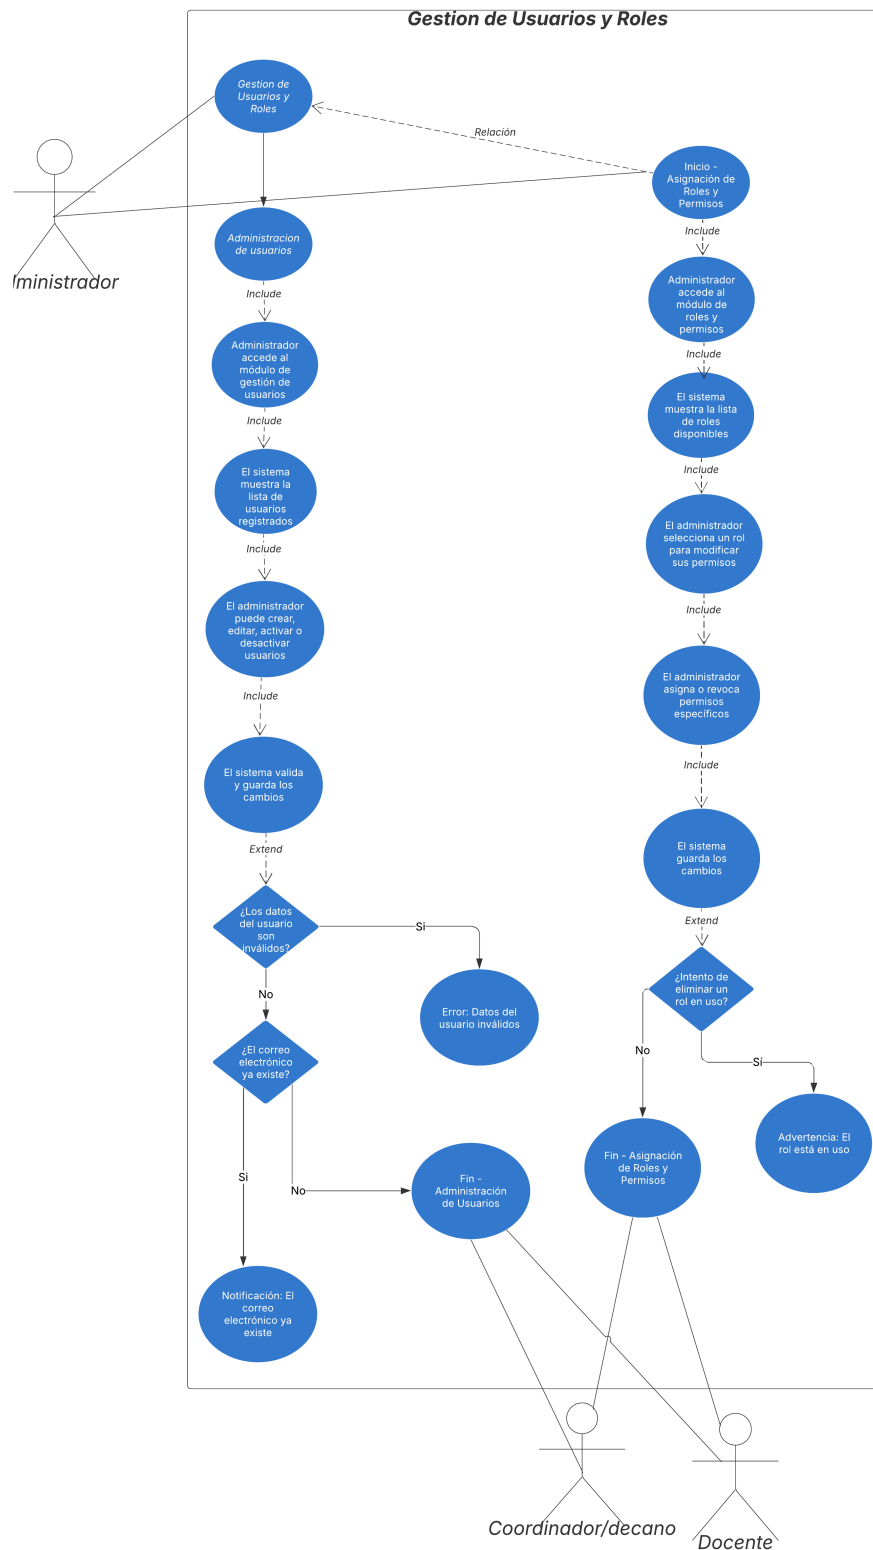 Gestion de Usuarios y Roles
Gestion de
Usuarios y
Roles
Relación
Inicio -
Asignación de
Roles y
Permisos
Include
Administracion
de usuarios
Include
ministrador
Administrador
accede al
módulo de
roles y
permisos
Include
Administrador
accede al
módulo de
gestión de
usuarios
Include
El sistema
muestra la lista
de roles
disponibles
Include
El sistema
muestra la
lista de
usuarios
registrados
Include
El administrador
selecciona un rol
para modificar
sus permisos
Include
El administrador
puede crear,
editar, activar o
desactivar
usuarios
Include
El administrador
asigna o revoca
permisos
específicos
Include
El sistema valida
y guarda los
cambios
Extend
El sistema
guarda los
cambios
Extend
¿Los datos
del usuario
son
inválidos?
Si
No
Error: Datos del
usuario inválidos
¿Intento de
eliminar un
rol en uso?
No
Sí
¿El correo
electrónico
ya existe?
Si
No
Fin -
Administración
de Usuarios
Fin - Asignación
de Roles y
Permisos
Advertencia: El
rol está en uso
Notificación: El
correo
electrónico ya
existe
Coordinador/decano
Docente